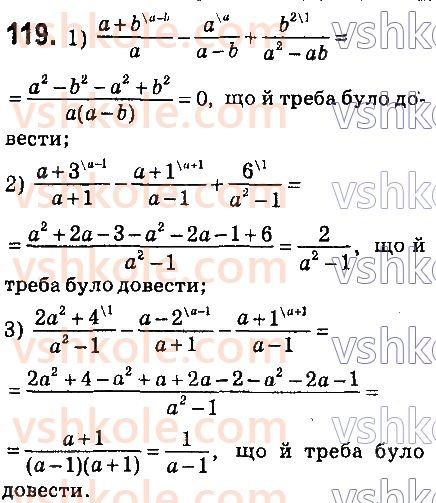 119. 1) \frac{a+b^{\backslash a-b}}{a} - \frac{a^{\backslash a}}{a-b} + \frac{b^{2\backslash 1}}{a^2-ab} =
= \frac{a^2-b^2-a^2+b^2}{a(a-b)} = 0, що й треба було до-
вести;
2) \frac{a+3^{\backslash a-1}}{a+1} - \frac{a+1^{\backslash a+1}}{a-1} + \frac{6^{\backslash 1}}{a^2-1} =
= \frac{a^2+2a-3-a^2-2a-1+6}{a^2-1} = \frac{2}{a^2-1}, що й
треба було довести;
3) \frac{2a^2+4^{\backslash 1}}{a^2-1} - \frac{a-2^{\backslash a-1}}{a+1} - \frac{a+1^{\backslash a+1}}{a-1} =
= \frac{2a^2+4-a^2+a+2a-2-a^2-2a-1}{a^2-1} =
= \frac{a+1}{(a-1)(a+1)} = \frac{1}{a-1}, що й треба було
довести.